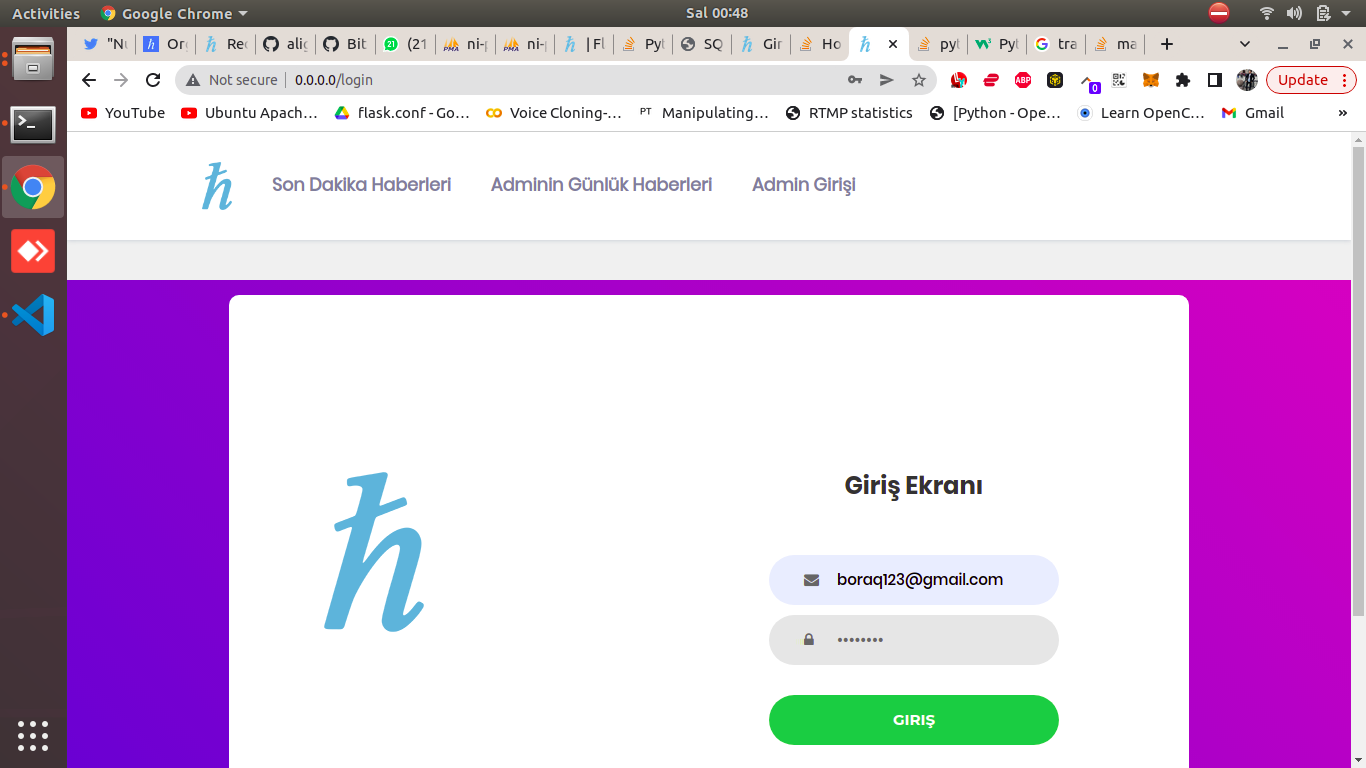 Activities Google Chrome Sal 00:48
"Nu Org Rec alig Bit (21 ni-p ni-p | Fl Pyt SQ Gir Ho pyt Pyt tra ma
Not secure 0.0.0.0/login Update
ABP 0
YouTube Ubuntu Apach… flask.conf - Go… Voice Cloning-… PT Manipulating… RTMP statistics [Python - Ope… Learn OpenC… Gmail »
ħ Son Dakika Haberleri Adminin Günlük Haberleri Admin Girişi
ħ
Giriş Ekranı
boraq123@gmail.com
••••••••
GIRIŞ